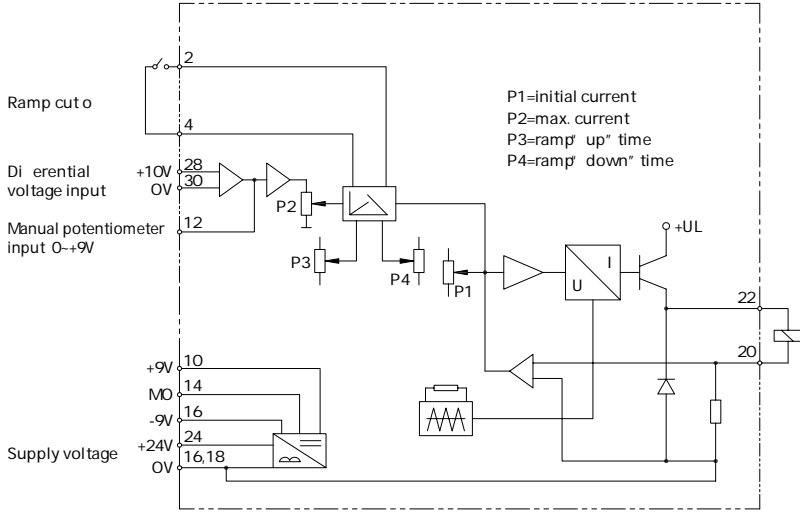 2
Ramp cut o
4
P1=initial current
P2=max. current
P3=ramp“ up” time
P4=ramp“ down” time
Di erential
voltage input
+10V 28
0V 30
P2
Manual potentiometer
input 0~+9V
12
P3
P4
P1
U
I
+UL
22
20
+9V 10
M0 14
-9V 16
+24V 24
Supply voltage
0V 16,18